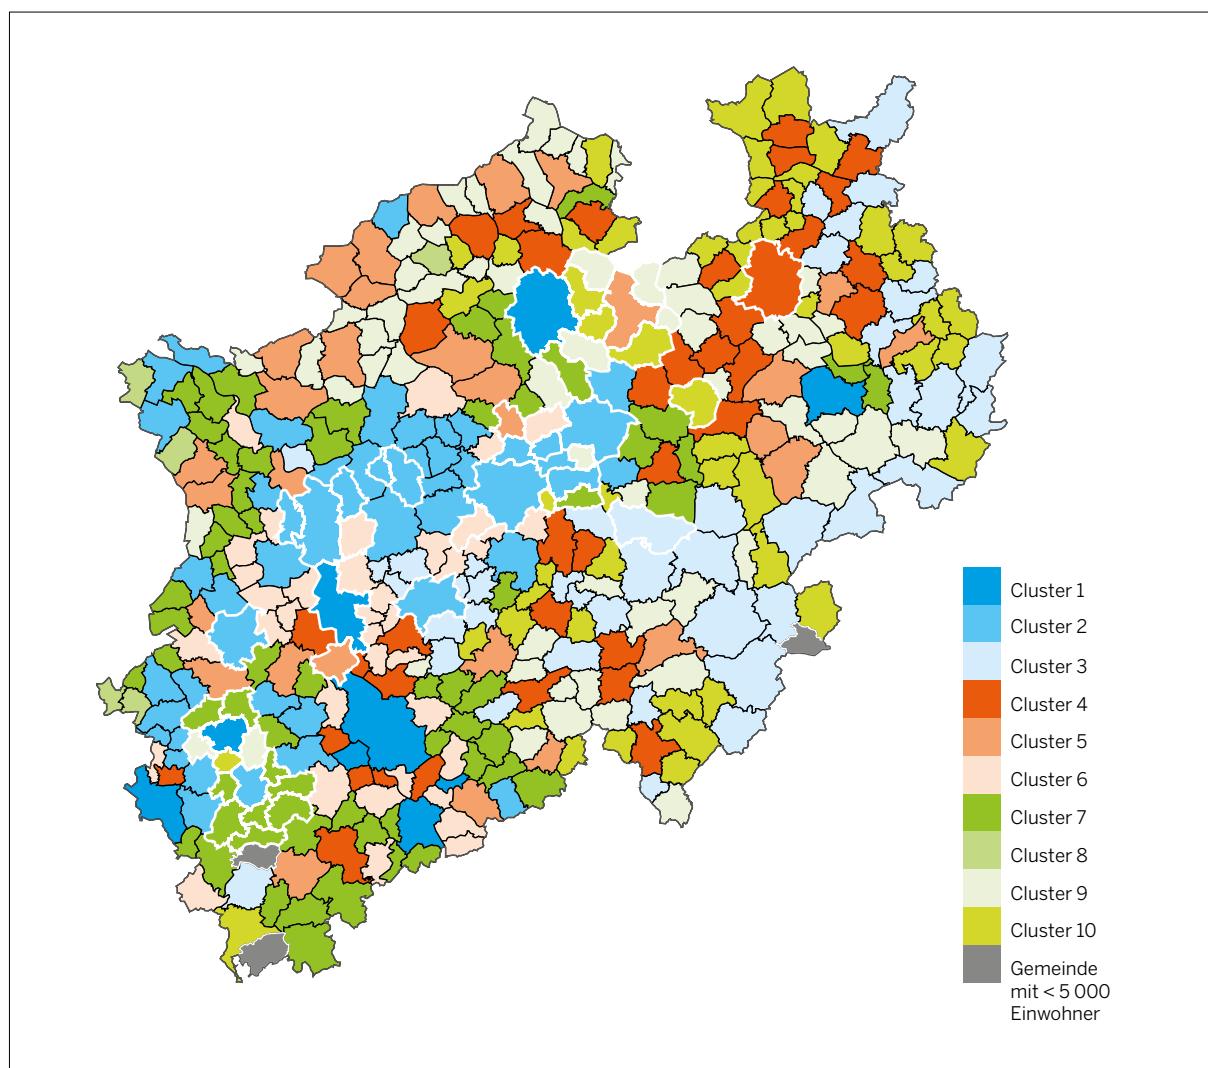 Cluster 1
Cluster 2
Cluster 3
Cluster 4
Cluster 5
Cluster 6
Cluster 7
Cluster 8
Cluster 9
Cluster 10
Gemeinde
mit < 5 000
Einwohner